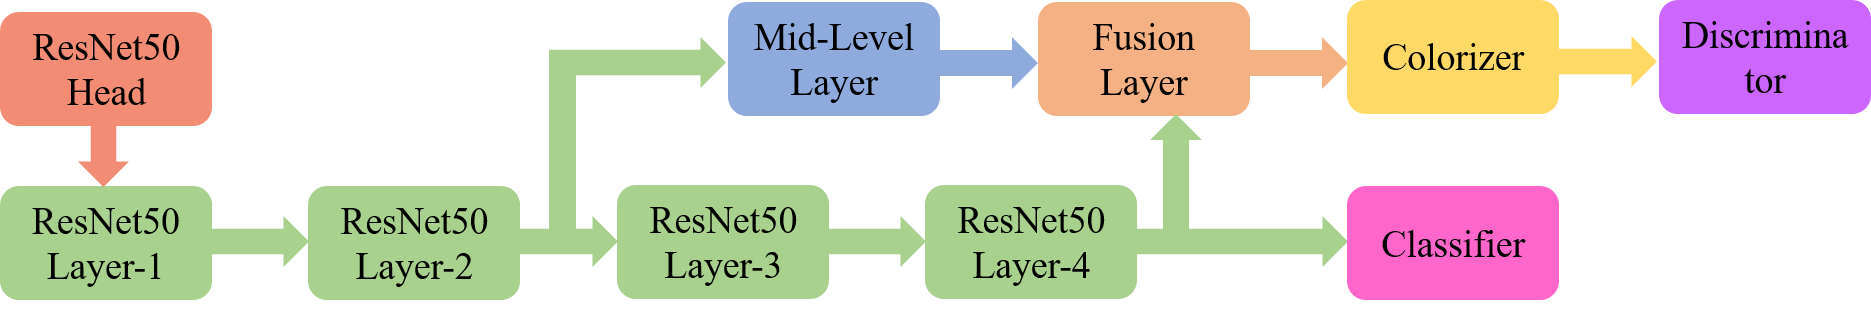 ResNet50
Head
Mid-Level
Layer
Fusion
Layer
Colorizer
Discrimina
tor
ResNet50
Layer-1
ResNet50
Layer-2
ResNet50
Layer-3
ResNet50
Layer-4
Classifier